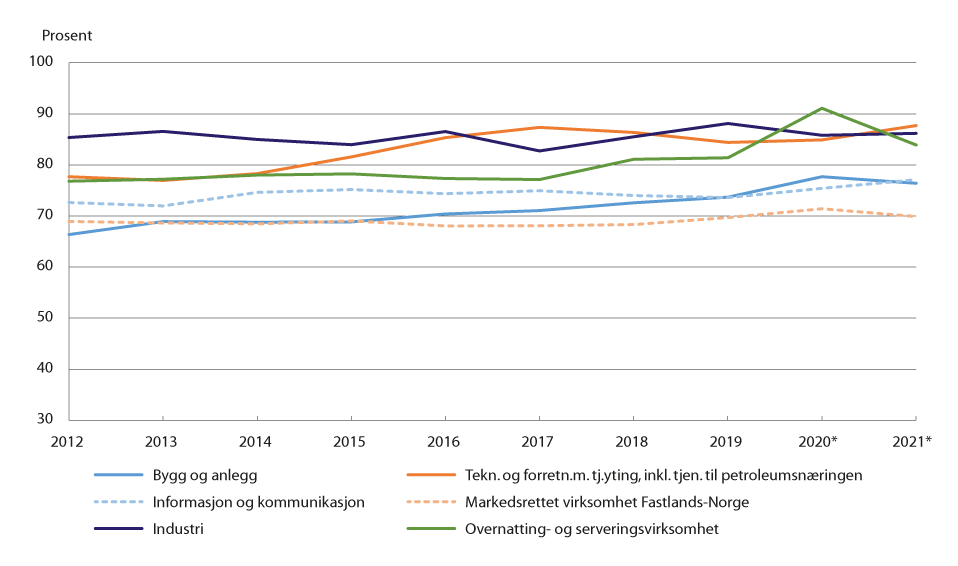 Prosent
100
90
80
70
60
50
40
30
2012 2013 2014 2015 2016 2017 2018 2019 2020* 2021*
Bygg og anlegg
Tekn. og forretn.m. tj.yting, inkl. tjen. til petroleumsnæringen
Informasjon og kommunikasjon
Markedsrettet virksomhet Fastlands-Norge
Industri
Overnatting- og serveringsvirksomhet